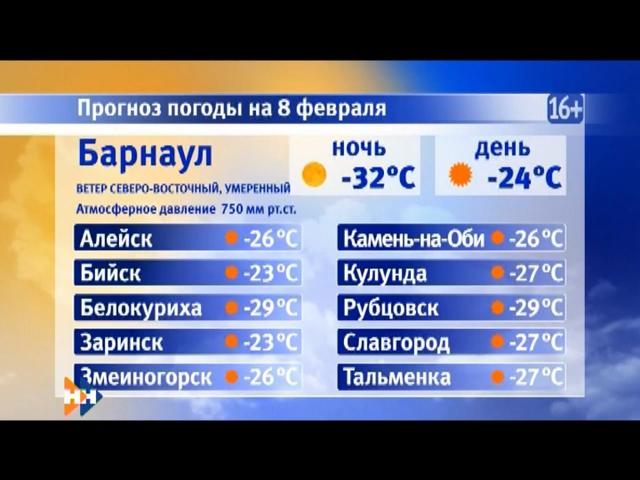 Прогноз погоды на 8 февраля 16+
Барнаул
ночь -32°C
день -24°C
ВЕТЕР СЕВЕРО-ВОСТОЧНЫЙ, УМЕРЕННЫЙ
Атмосферное давление 750 мм рт.ст.
Алейск -26°C
Бийск -23°C
Белокуриха -29°C
Заринск -23°C
Змеиногорск -26°C
Камень-на-Оби -26°C
Кулунда -27°C
Рубцовск -29°C
Славгород -27°C
Тальменка -27°C
НН